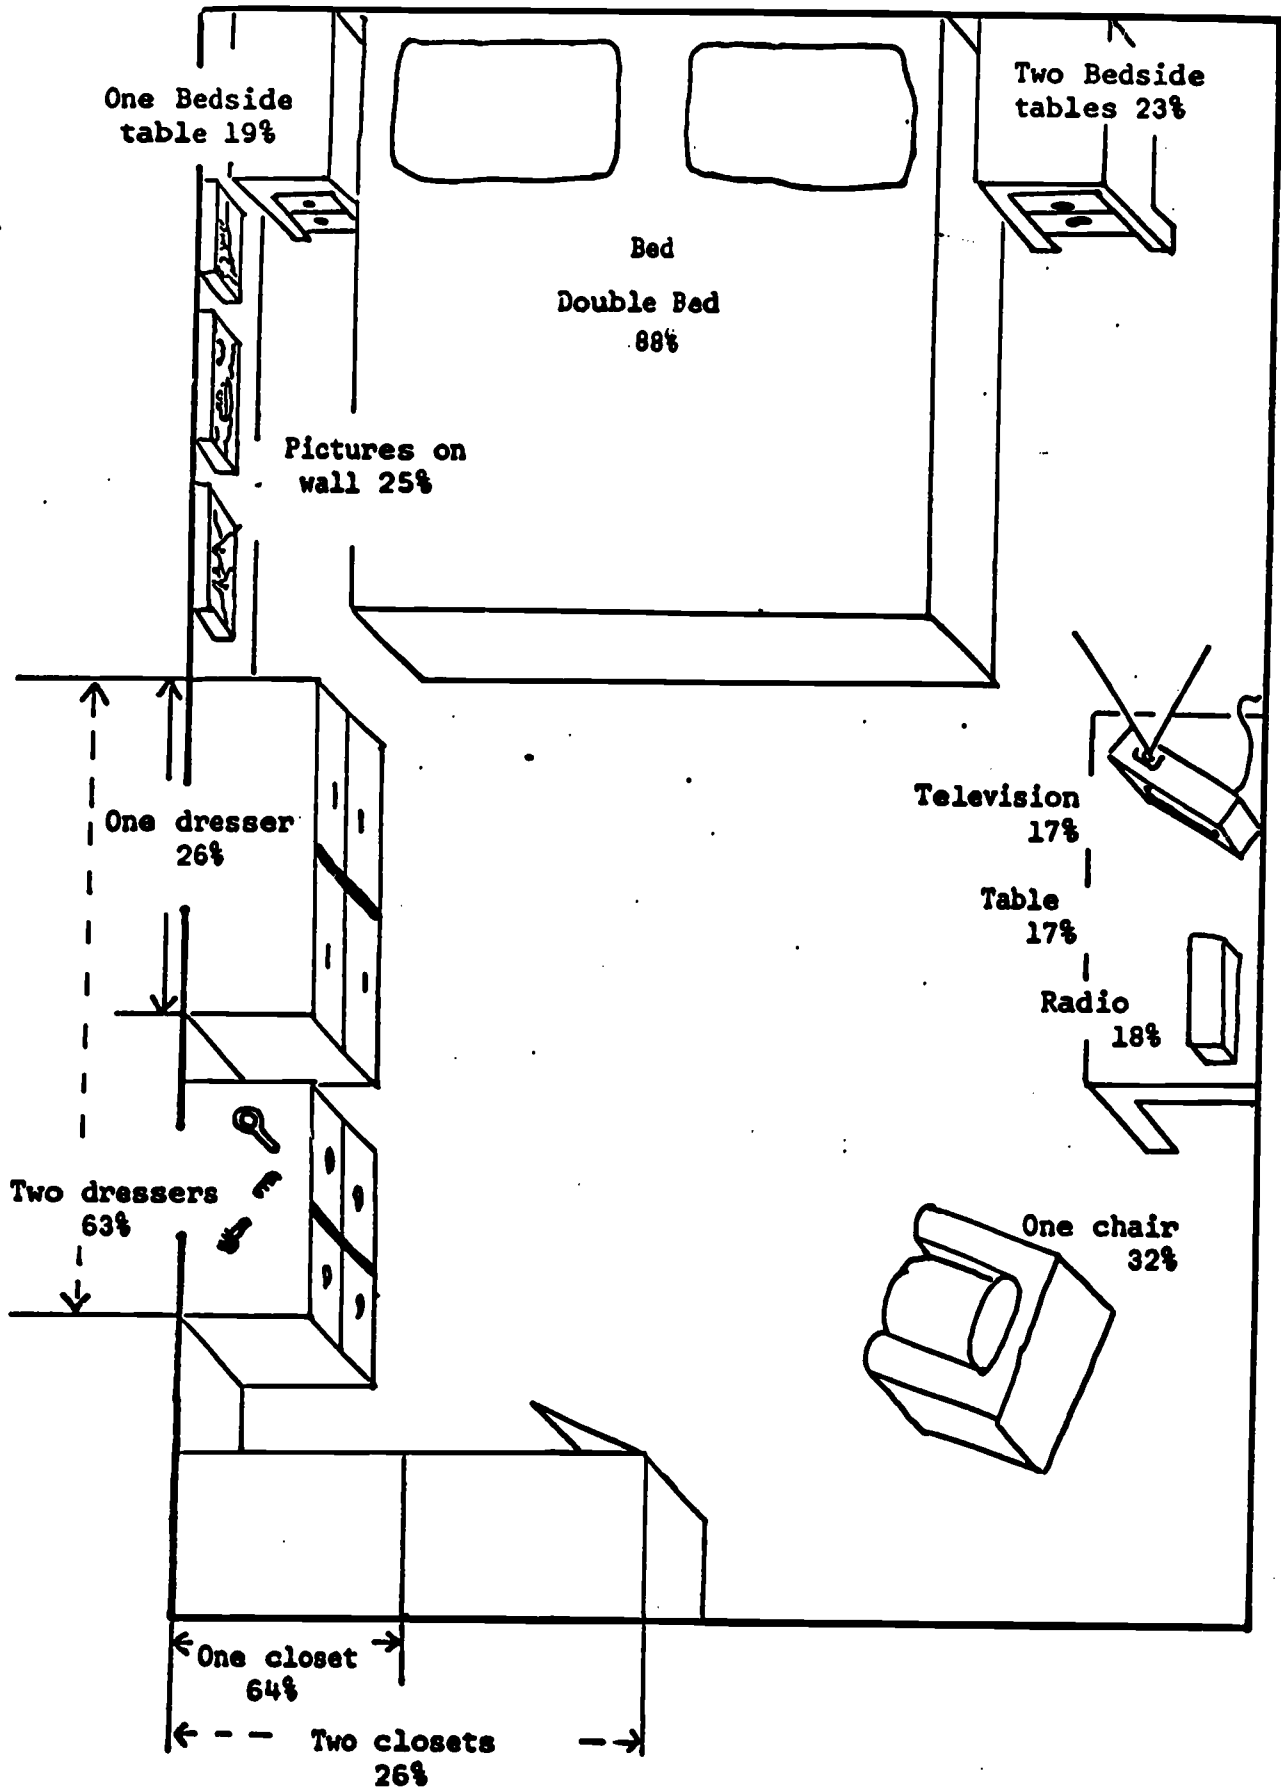 One Bedside
table 19%
Two Bedside
tables 23%
Bed
Double Bed
88%
Pictures on
wall 25%
One dresser
26%
Television
17%
Table
17%
Radio
18%
Two dressers
63%
One chair
32%
One closet
64%
Two closets
26%